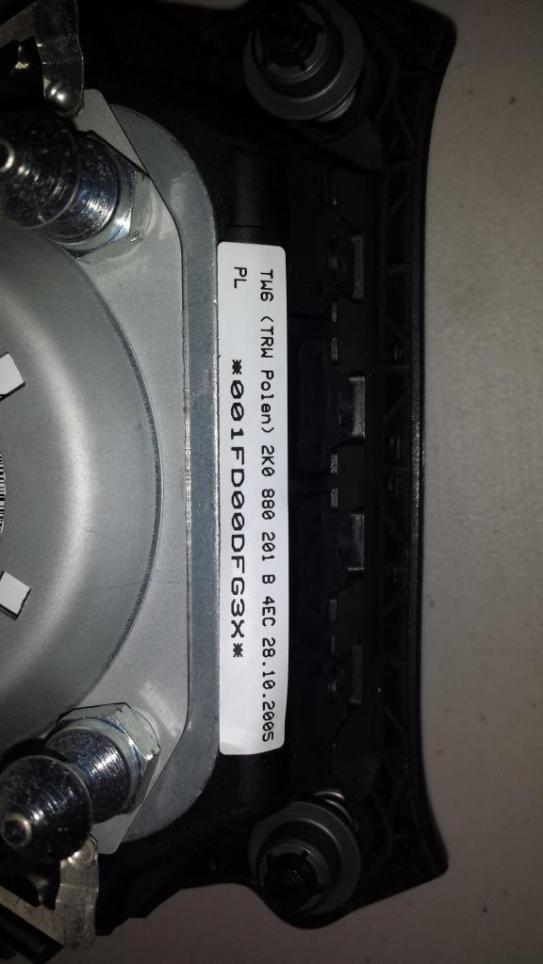 TW6 (TRW Polen) 2K0 880 201 B 4EC 28.10.2005
PL
*001FD00DFG3X*